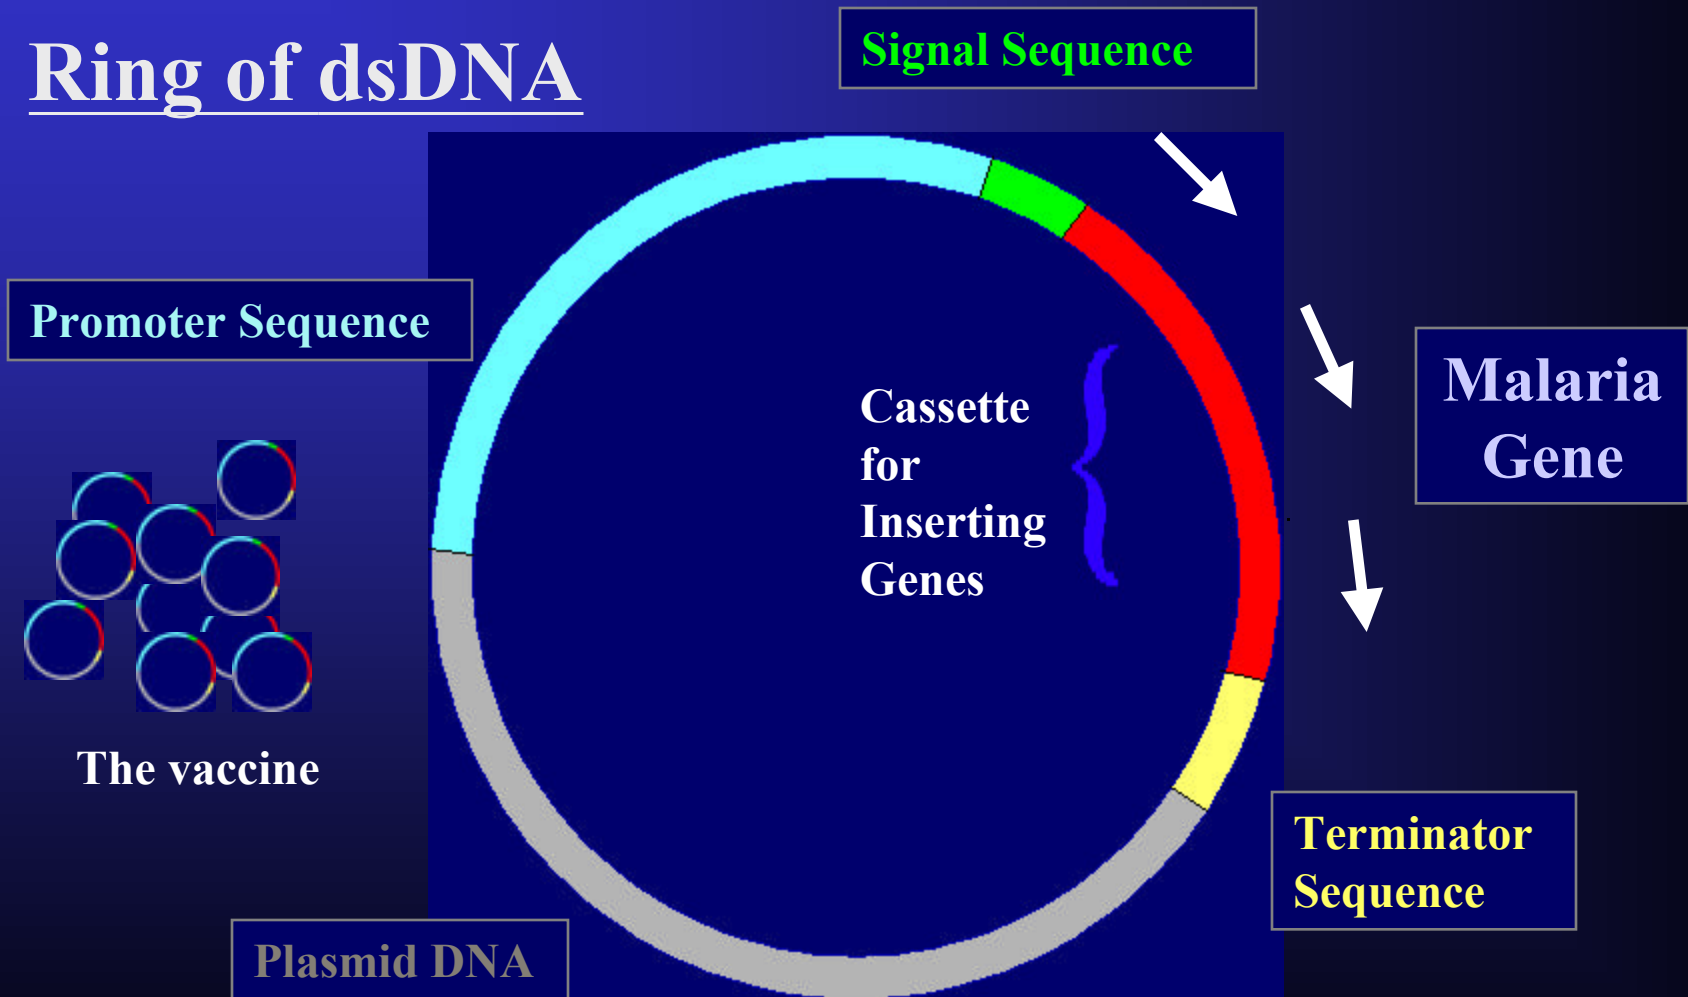 Ring of dsDNA
Signal Sequence
Promoter Sequence
Cassette
for
Inserting
Genes
Malaria
Gene
The vaccine
Terminator
Sequence
Plasmid DNA